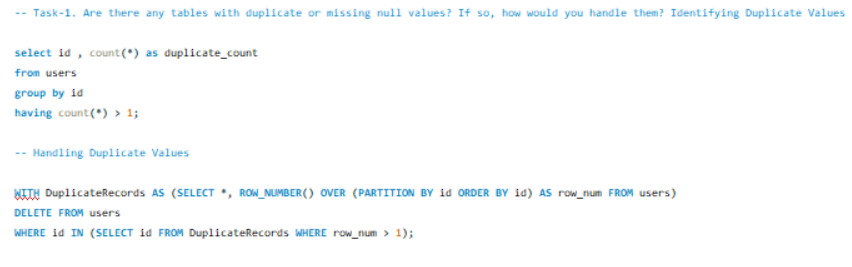 -- Task-1. Are there any tables with duplicate or missing null values? If so, how would you handle them? Identifying Duplicate Values
select id , count(*) as duplicate_count
from users
group by id
having count(*) > 1;
-- Handling Duplicate Values
WITH DuplicateRecords AS (SELECT *, ROW_NUMBER() OVER (PARTITION BY id ORDER BY id) AS row_num FROM users)
DELETE FROM users
WHERE id IN (SELECT id FROM DuplicateRecords WHERE row_num > 1);